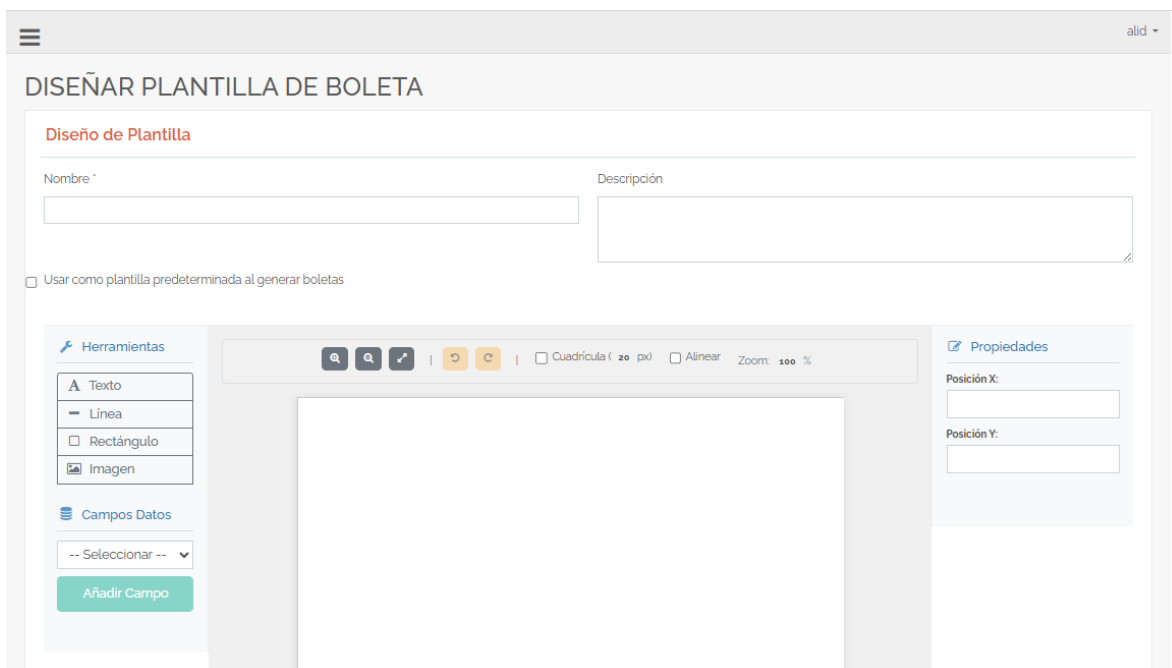 alid
DISEÑAR PLANTILLA DE BOLETA
Diseño de Plantilla
Nombre *
Descripción
Usar como plantilla predeterminada al generar boletas
Herramientas
A Texto
Línea
Rectángulo
Imagen
Campos Datos
-- Seleccionar --
Añadir Campo
| | Cuadrícula ( 20 px) Alinear Zoom: 100 %
Propiedades
Posición X:
Posición Y: